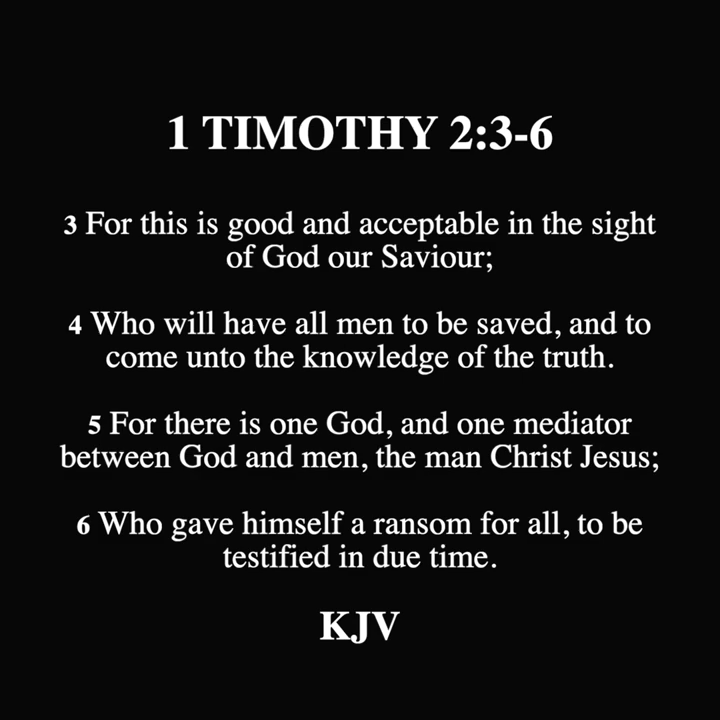 1 TIMOTHY 2:3-6
3 For this is good and acceptable in the sight
of God our Saviour;
4 Who will have all men to be saved, and to
come unto the knowledge of the truth.
5 For there is one God, and one mediator
between God and men, the man Christ Jesus;
6 Who gave himself a ransom for all, to be
testified in due time.
KJV